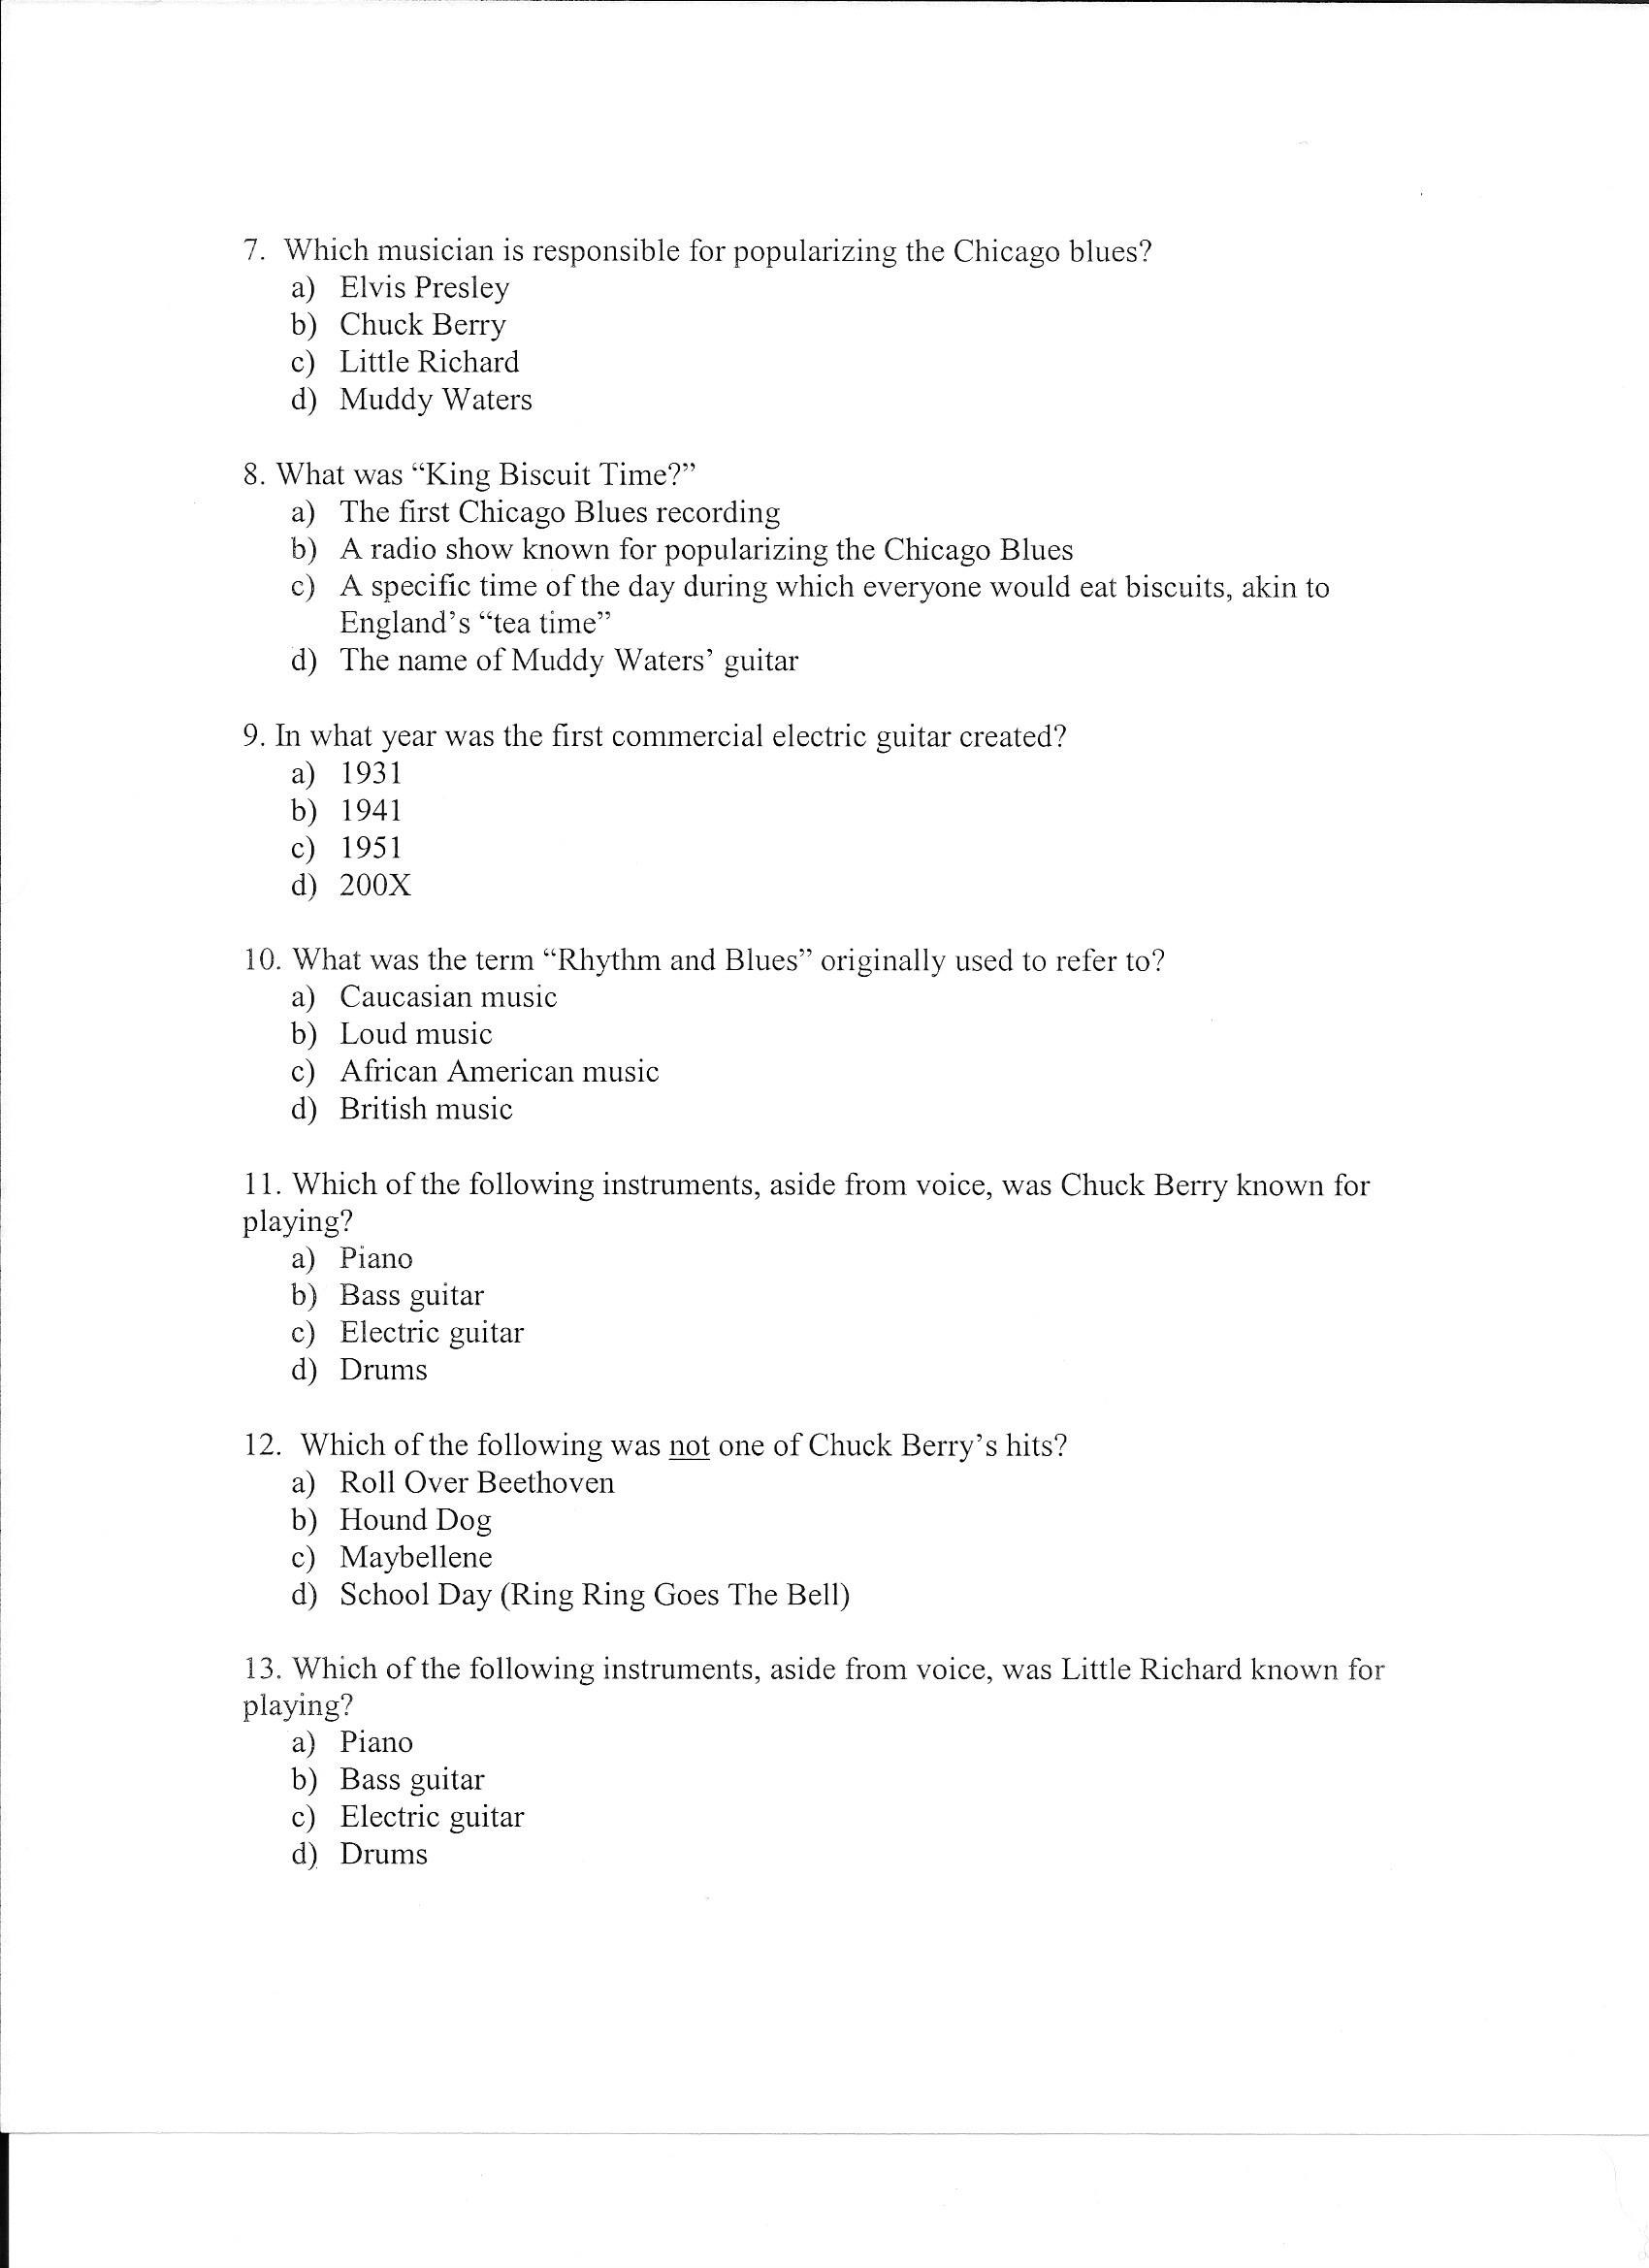 7. Which musician is responsible for popularizing the Chicago blues?
a) Elvis Presley
b) Chuck Berry
c) Little Richard
d) Muddy Waters
8. What was “King Biscuit Time?”
a) The first Chicago Blues recording
b) A radio show known for popularizing the Chicago Blues
c) A specific time of the day during which everyone would eat biscuits, akin to
England’s “tea time”
d) The name of Muddy Waters’ guitar
9. In what year was the first commercial electric guitar created?
a) 1931
b) 1941
c) 1951
d) 200X
10. What was the term “Rhythm and Blues” originally used to refer to?
a) Caucasian music
b) Loud music
c) African American music
d) British music
11. Which of the following instruments, aside from voice, was Chuck Berry known for
playing?
a) Piano
b) Bass guitar
c) Electric guitar
d) Drums
12. Which of the following was not one of Chuck Berry’s hits?
a) Roll Over Beethoven
b) Hound Dog
c) Maybellene
d) School Day (Ring Ring Goes The Bell)
13. Which of the following instruments, aside from voice, was Little Richard known for
playing?
a) Piano
b) Bass guitar
c) Electric guitar
d) Drums